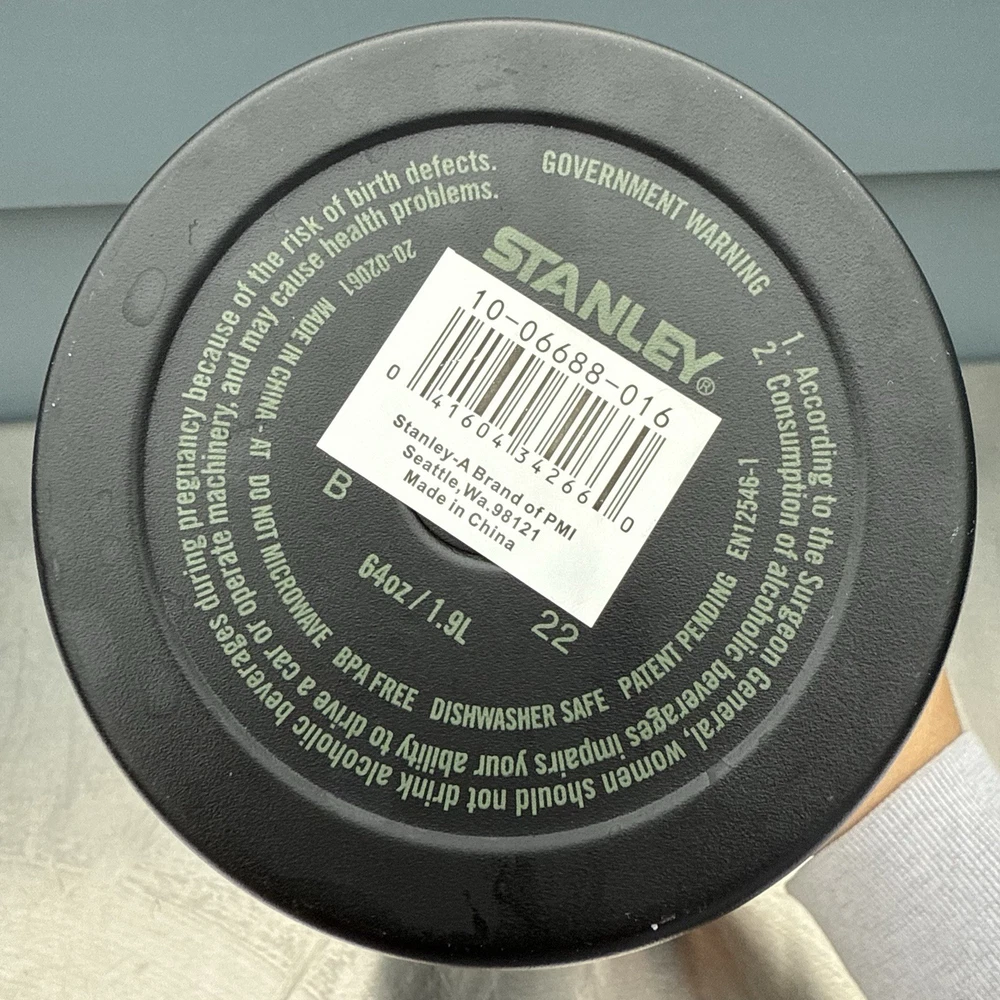 GOVERNMENT WARNING
1. According to the Surgeon General, women should not drink alcoholic beverages during pregnancy because of the risk of birth defects.
2. Consumption of alcoholic beverages impairs your ability to drive a car or operate machinery, and may cause health problems.
STANLEY®
10-06688-016
0 41604 34266 0
Stanley-A Brand of PMI
Seattle,Wa.98121
Made in China
B
64oz / 1.9L
22
20-02061 MADE IN CHINA - AT DO NOT MICROWAVE BPA FREE DISHWASHER SAFE PATENT PENDING EN12546-1